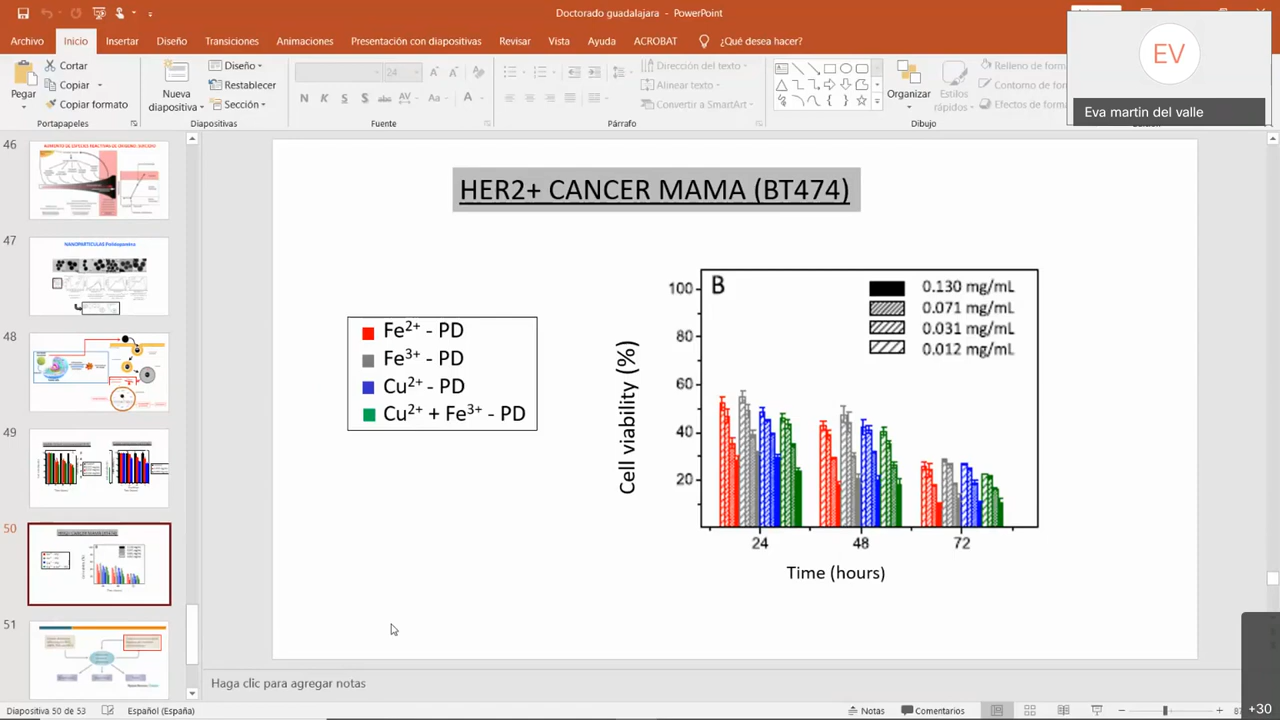 Doctorado guadalajara - PowerPoint
Archivo Inicio Insertar Diseño Transiciones Animaciones Presentación con diapositivas Revisar Vista Ayuda ACROBAT ¿Qué desea hacer?
EV
Eva martin del valle
Pegar
Cortar
Copiar
Copiar formato
Portapapeles
Nueva
diapositiva
Diseño
Restablecer
Sección
Diapositivas
24
N K S S abc AV Aa A
Fuente
Párrafo
Dirección del texto
Alinear texto
Convertir a SmartArt
Organizar
Estilos
rápidos
Relleno de forma
Contorno de forma
Efectos de forma
Dibujo
46
47
NANOPARTICULAS Polidopamina
48
49
50
51
HER2+ CANCER MAMA (BT474)
Fe2+ - PD
Fe3+ - PD
Cu2+ - PD
Cu2+ + Fe3+ - PD
B
0.130 mg/mL
0.071 mg/mL
0.031 mg/mL
0.012 mg/mL
100
80
60
40
20
Cell viability (%)
24 48 72
Time (hours)
Haga clic para agregar notas
Diapositiva 50 de 53 Español (España) Notas Comentarios
+30